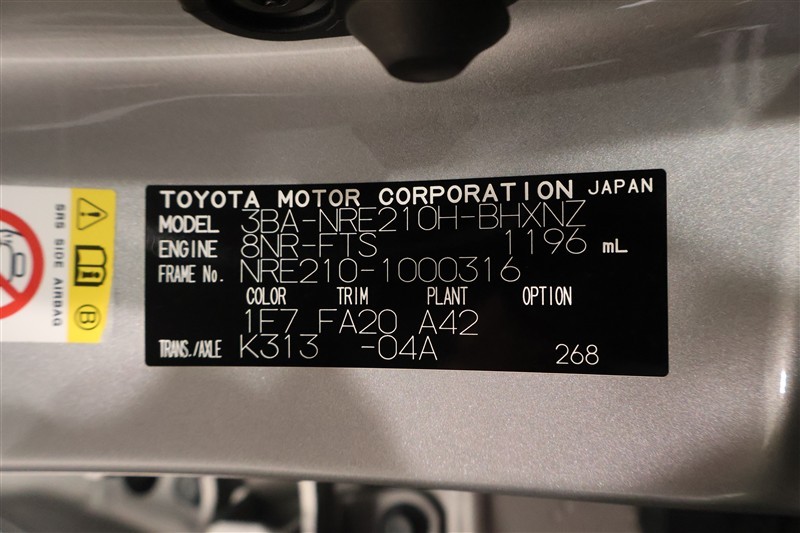 TOYOTA MOTOR CORPORATION JAPAN
MODEL 3BA-NRE210H-BHXNZ
ENGINE 8NR-FTS 1196 mL
FRAME No. NRE210-1000316
COLOR TRIM PLANT OPTION
1F7 FA20 A42
TRANS./AXLE K313 -04A 268
SRS SIDE AIRBAG
B